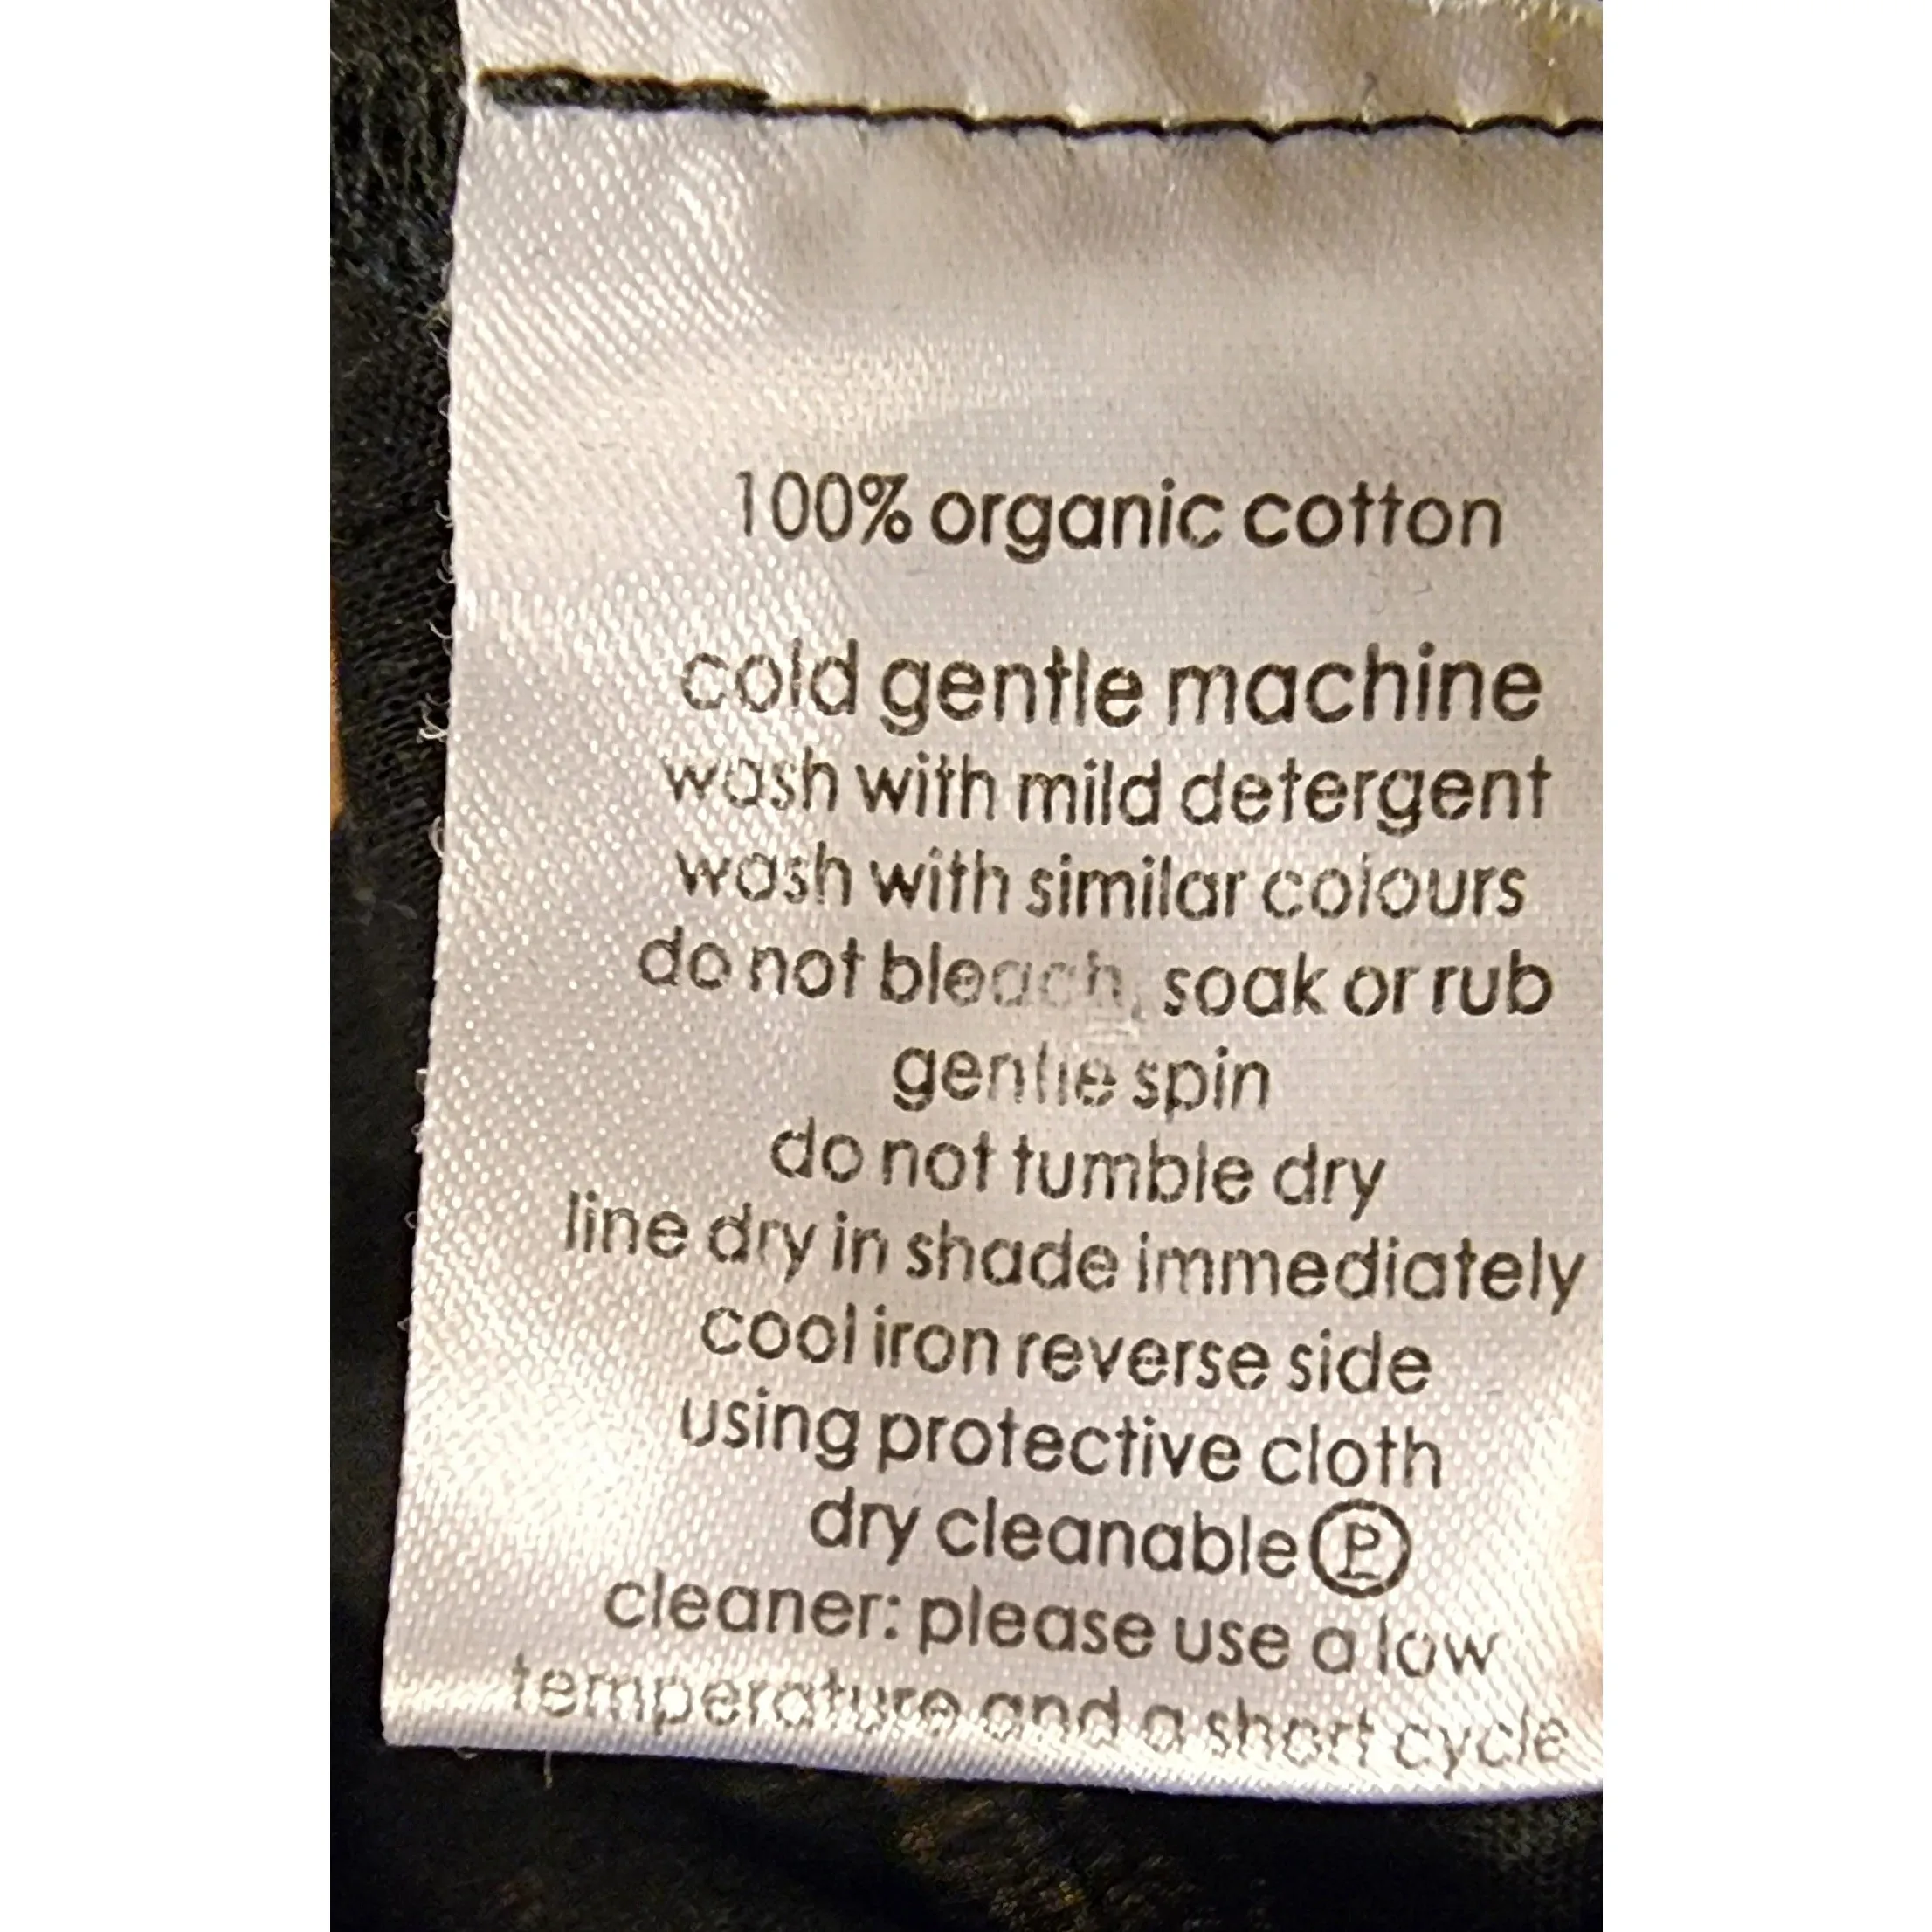 100% organic cotton
cold gentle machine
wash with mild detergent
wash with similar colours
do not bleach, soak or rub
gentle spin
do not tumble dry
line dry in shade immediately
cool iron reverse side
using protective cloth
dry cleanable Ⓟ
cleaner: please use a low
temperature and a short cycle